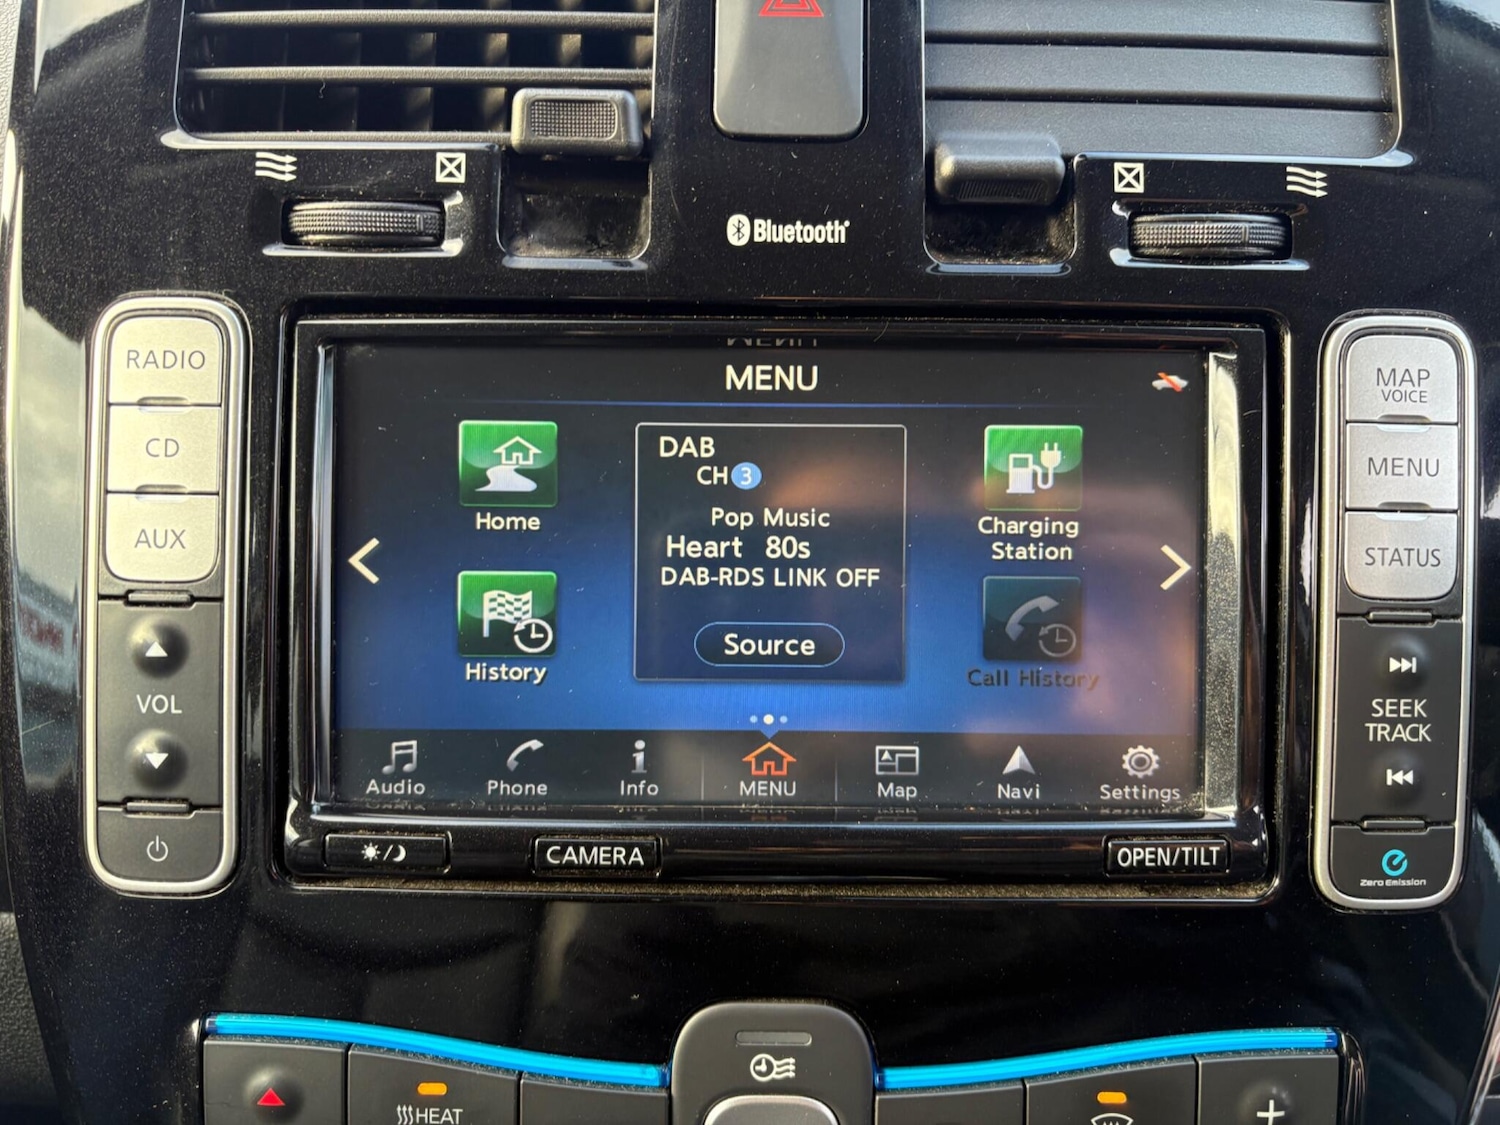 Bluetooth
RADIO
CD
AUX
VOL
MENU
Home
History
DAB
CH 3
Pop Music
Heart 80s
DAB-RDS LINK OFF
Source
Charging
Station
Call History
Audio
Phone
Info
MENU
Map
Navi
Settings
CAMERA
OPEN/TILT
MAP
VOICE
MENU
STATUS
SEEK
TRACK
Zero Emission
HEAT